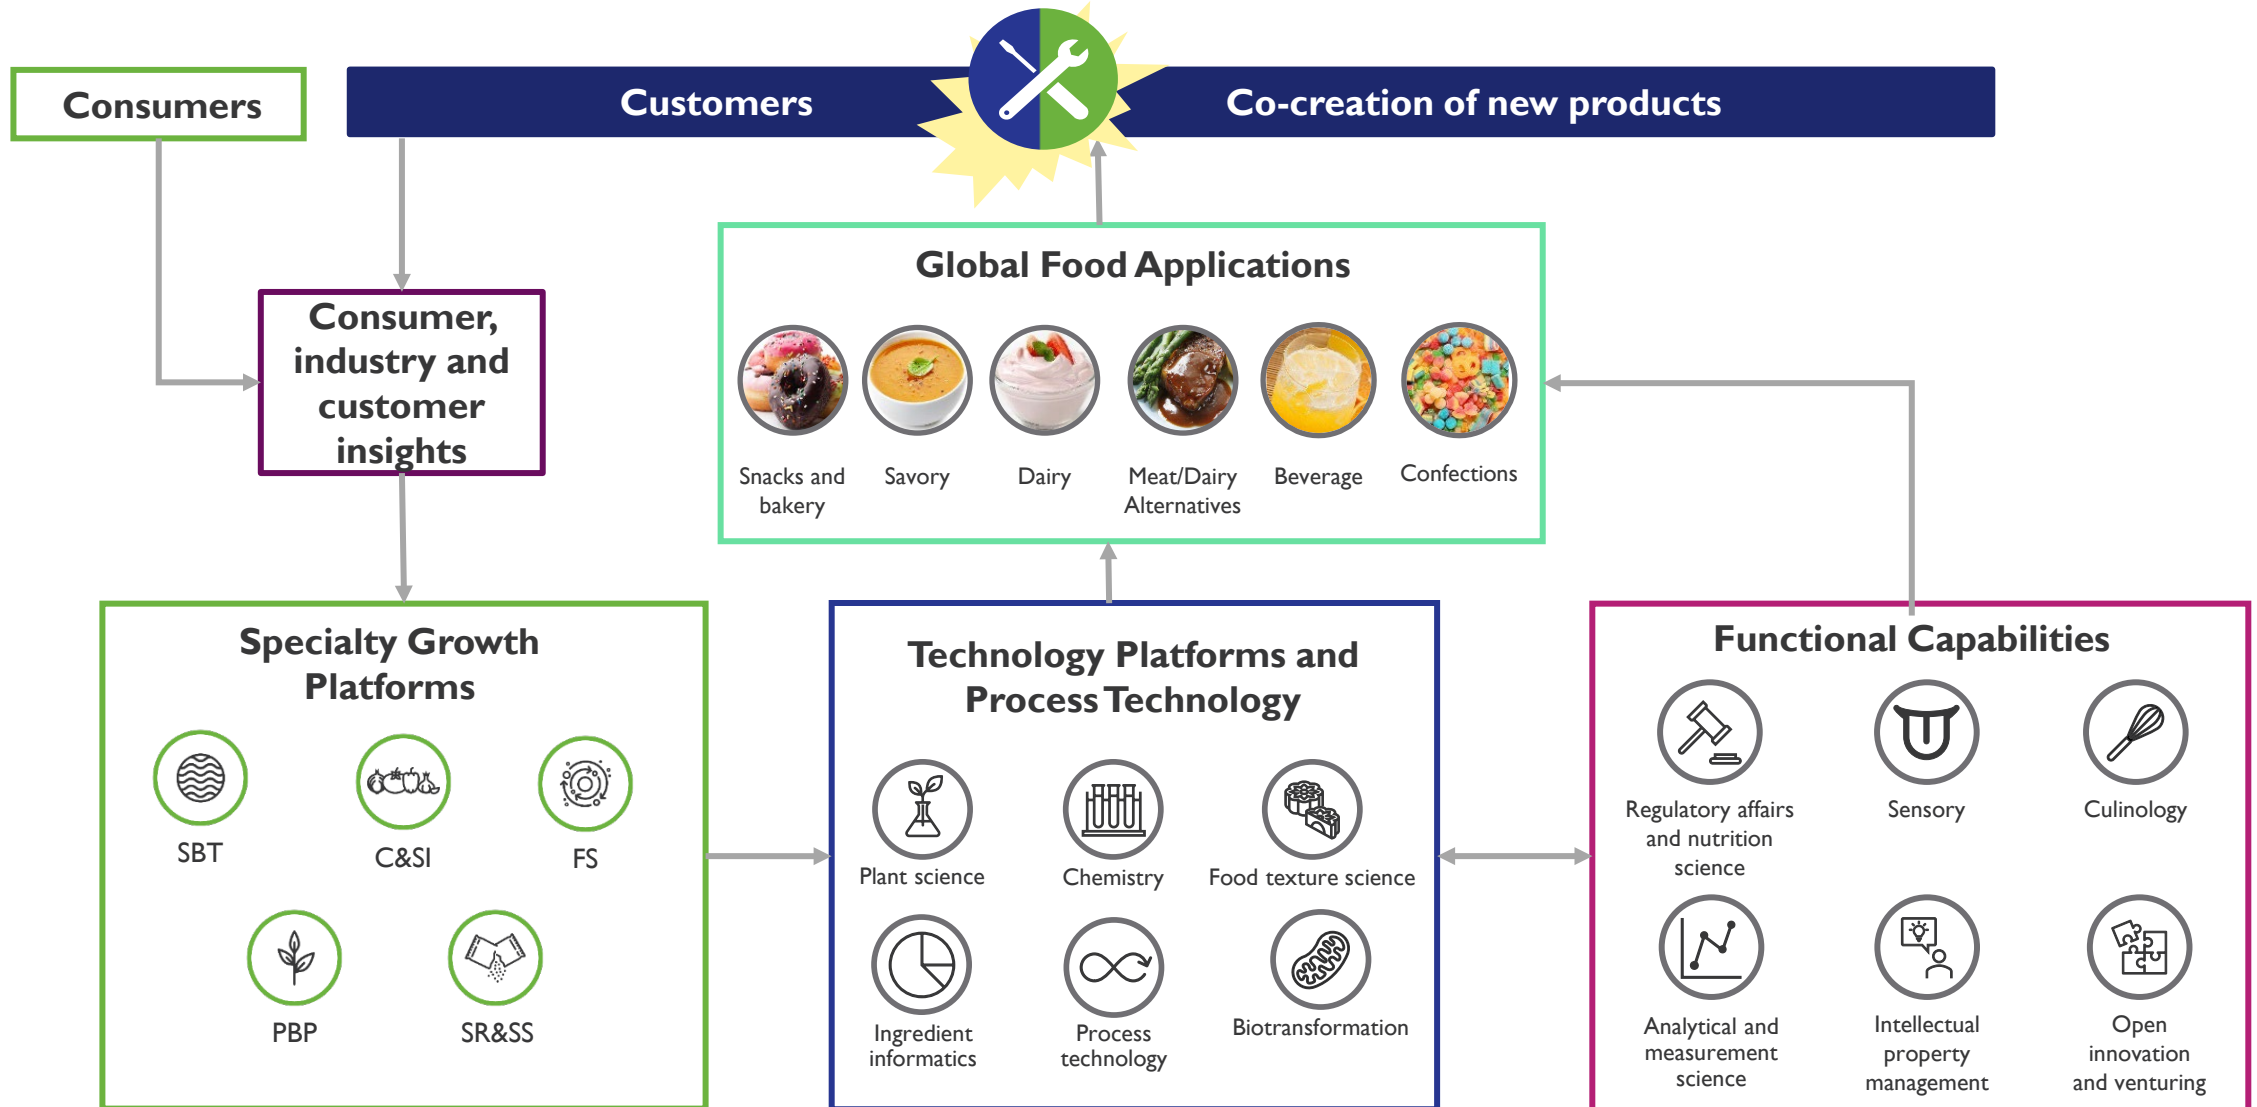 Consumers
Customers
Co-creation of new products
Consumer,
industry and
customer
insights
Global Food Applications
Snacks and
bakery
Savory
Dairy
Meat/Dairy
Alternatives
Beverage
Confections
Specialty Growth
Platforms
SBT
C&SI
FS
PBP
SR&SS
Technology Platforms and
Process Technology
Plant science
Chemistry
Food texture science
Ingredient
informatics
Process
technology
Biotransformation
Functional Capabilities
Regulatory affairs
and nutrition
science
Sensory
Culinology
Analytical and
measurement
science
Intellectual
property
management
Open
innovation
and venturing